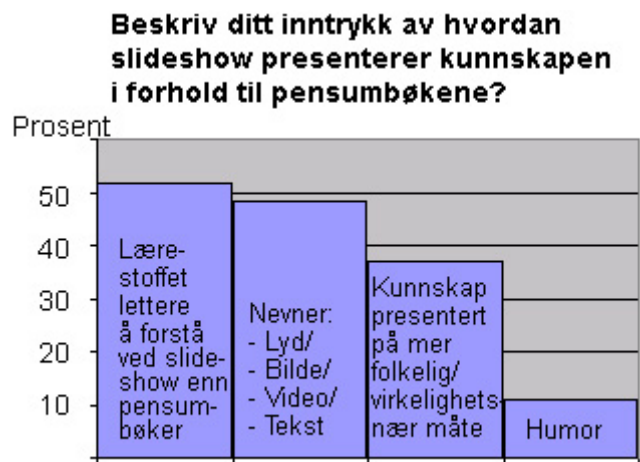 Beskriv ditt inntrykk av hvordan
slideshow presenterer kunnskapen
i forhold til pensumbøkene?
Prosent
50
40
30
20
10
Lære-
stoffet
lettere
å forstå
ved slide-
show enn
pensum-
bøker
Nevner:
- Lyd/
- Bilde/
- Video/
- Tekst
Kunnskap
presentert
på mer
folkelig/
virkelighets-
nær måte
Humor